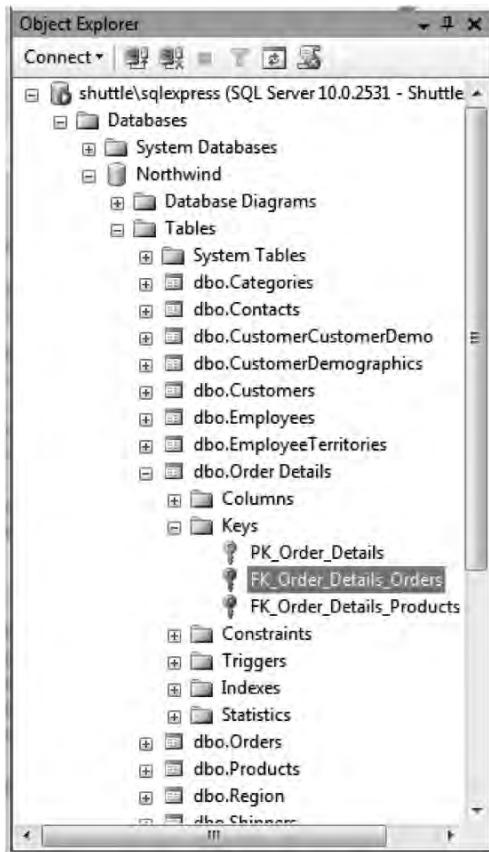 Object Explorer
Connect
shuttle\sqlexpress (SQL Server 10.0.2531 - Shuttle
Databases
System Databases
Northwind
Database Diagrams
Tables
System Tables
dbo.Categories
dbo.Contacts
dbo.CustomerCustomerDemo
dbo.CustomerDemographics
dbo.Customers
dbo.Employees
dbo.EmployeeTerritories
dbo.Order Details
Columns
Keys
PK_Order_Details
FK_Order_Details_Orders
FK_Order_Details_Products
Constraints
Triggers
Indexes
Statistics
dbo.Orders
dbo.Products
dbo.Region
dbo.Shippers